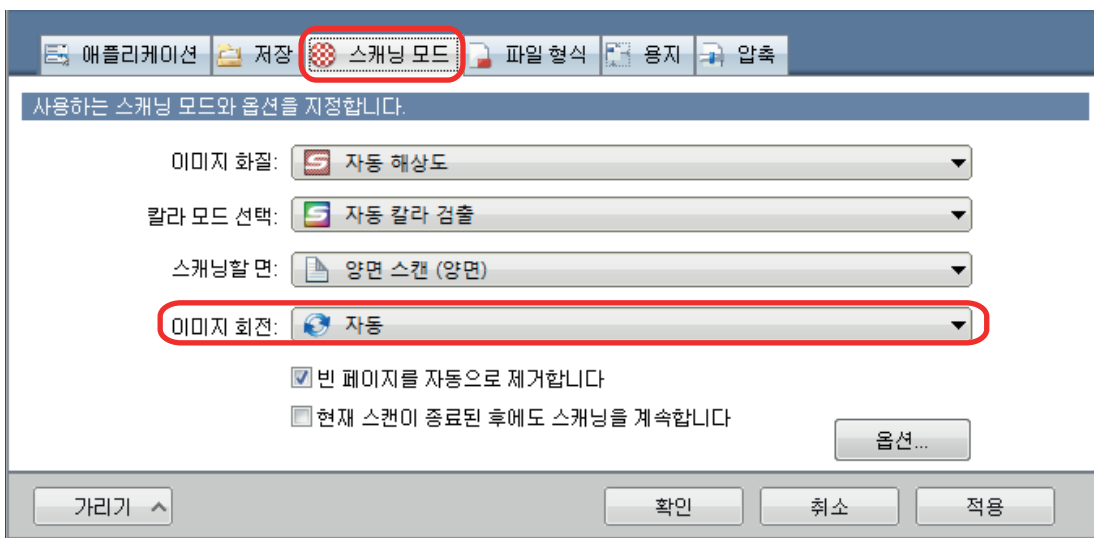 애플리케이션 저장 스캐닝 모드 파일 형식 용지 압축
사용하는 스캐닝 모드와 옵션을 지정합니다.
이미지 화질: 자동 해상도
칼라 모드 선택: 자동 칼라 검출
스캐닝할 면: 양면 스캔 (양면)
이미지 회전: 자동
빈 페이지를 자동으로 제거합니다
현재 스캔이 종료된 후에도 스캐닝을 계속합니다
옵션...
가리기 확인 취소 적용